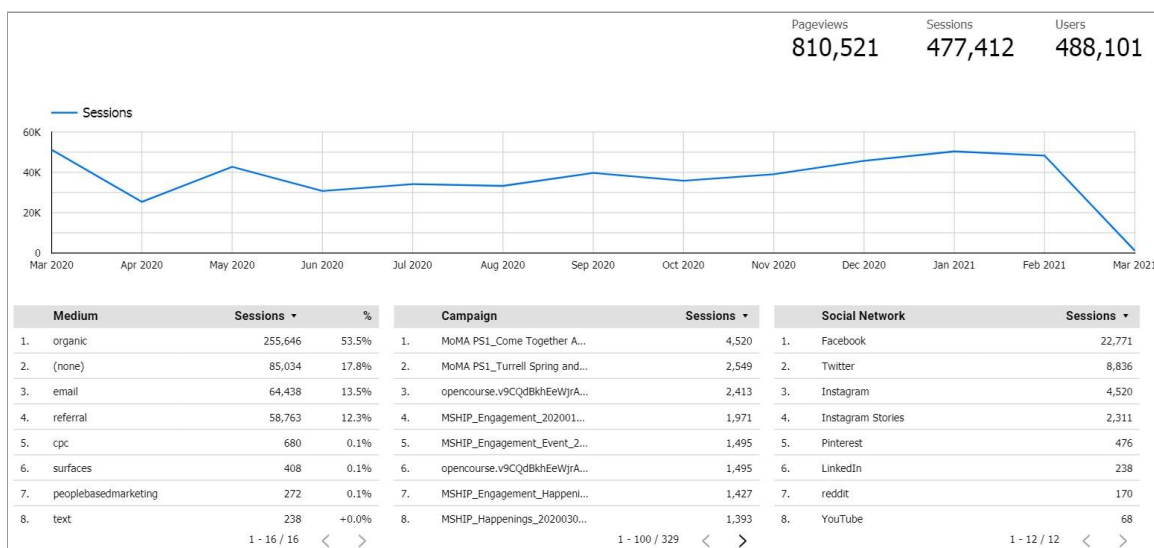 Pageviews Sessions Users
810,521 477,412 488,101
Sessions
60K
40K
20K
0
Mar 2020 Apr 2020 May 2020 Jun 2020 Jul 2020 Aug 2020 Sep 2020 Oct 2020 Nov 2020 Dec 2020 Jan 2021 Feb 2021 Mar 2021
Medium Sessions %
1. organic 255,646 53.5%
2. (none) 85,034 17.8%
3. email 64,438 13.5%
4. referral 58,763 12.3%
5. cpc 680 0.1%
6. surfaces 408 0.1%
7. peoplebasedmarketing 272 0.1%
8. text 238 +0.0%
1 - 16 / 16
Campaign Sessions
1. MoMA PS1_Come Together A... 4,520
2. MoMA PS1_Turrell Spring and... 2,549
3. opencourse.v9CQdBkhEeWjrA... 2,413
4. MSHIP_Engagement_202001... 1,971
5. MSHIP_Engagement_Event_2... 1,495
6. opencourse.v9CQdBkhEeWjrA... 1,495
7. MSHIP_Engagement_Happeni... 1,427
8. MSHIP_Happenings_2020030... 1,393
1 - 100 / 329
Social Network Sessions
1. Facebook 22,771
2. Twitter 8,836
3. Instagram 4,520
4. Instagram Stories 2,311
5. Pinterest 476
6. LinkedIn 238
7. reddit 170
8. YouTube 68
1 - 12 / 12